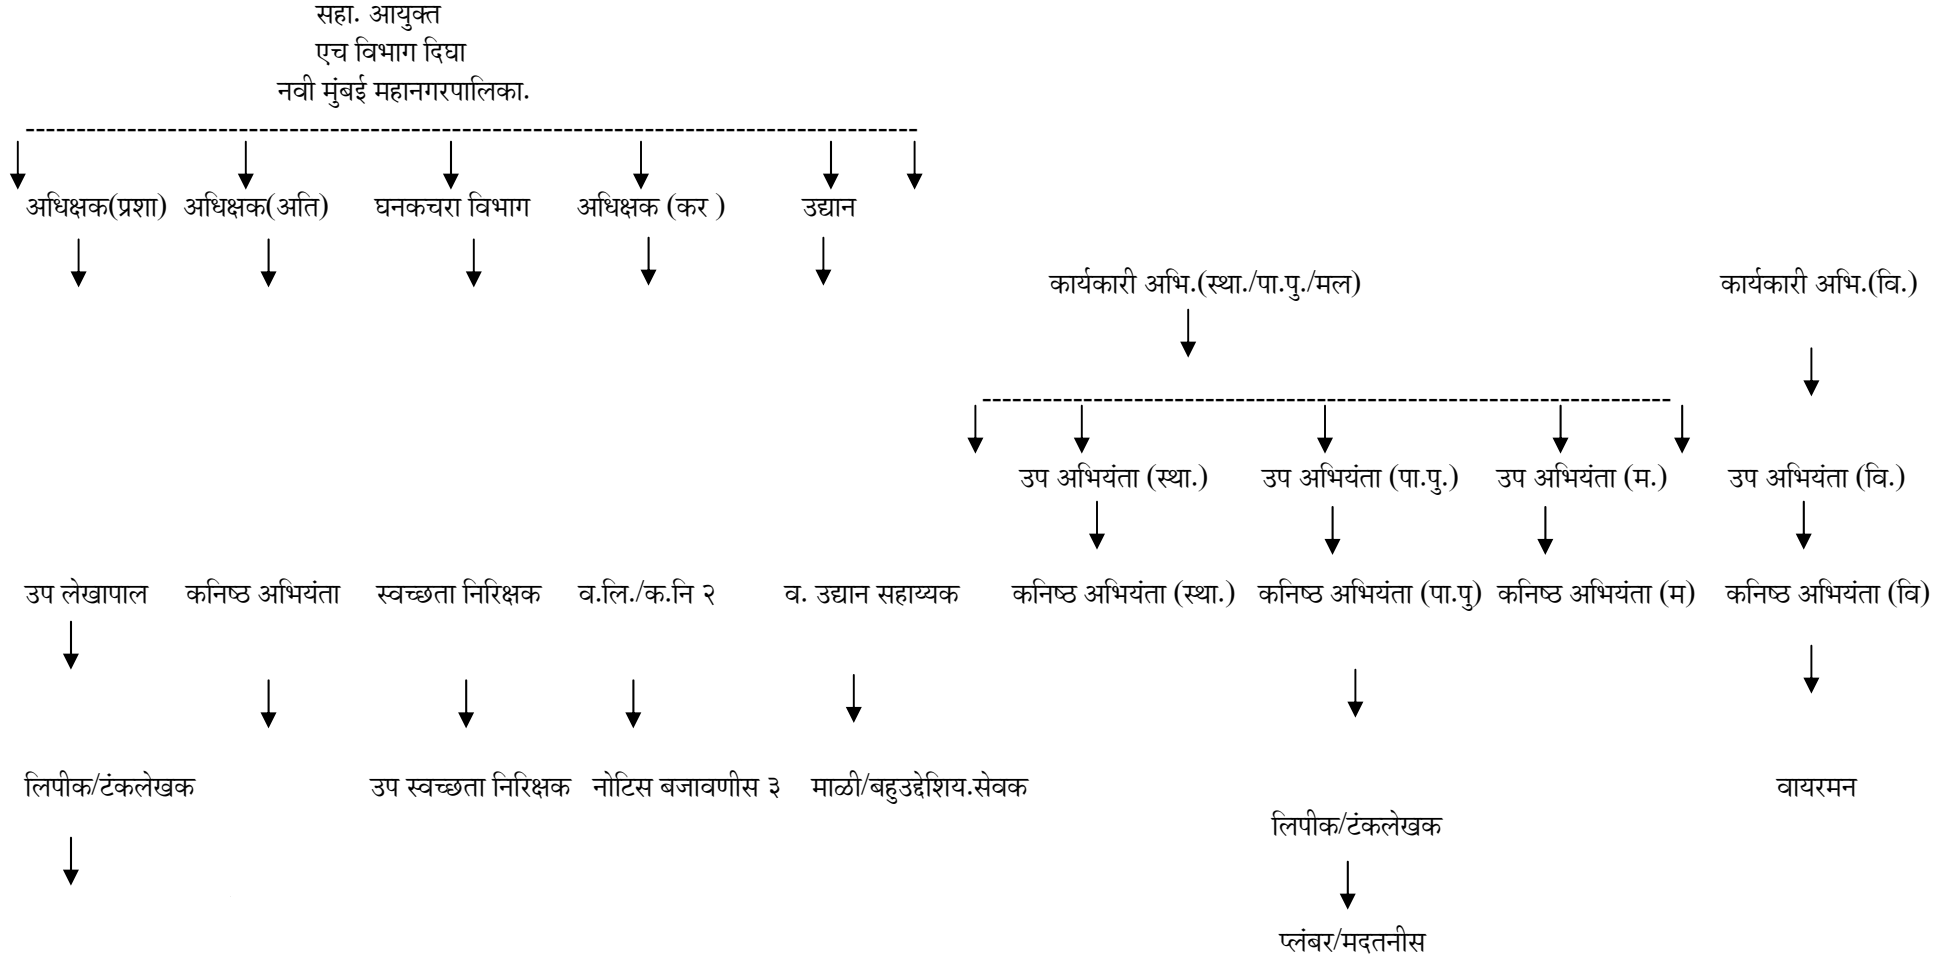 सहा. आयुक्त
एच विभाग दिघा
नवी मुंबई महानगरपालिका.
अधिक्षक(प्रशा) अधिक्षक(अति) घनकचरा विभाग अधिक्षक (कर ) उद्यान
कार्यकारी अभि.(स्था./पा.पु./मल) कार्यकारी अभि.(वि.)
उप अभियंता (स्था.) उप अभियंता (पा.पु.) उप अभियंता (म.) उप अभियंता (वि.)
उप लेखापाल कनिष्ठ अभियंता स्वच्छता निरिक्षक व.लि./क.नि २ व. उद्यान सहाय्यक कनिष्ठ अभियंता (स्था.) कनिष्ठ अभियंता (पा.पु) कनिष्ठ अभियंता (म) कनिष्ठ अभियंता (वि)
लिपीक/टंकलेखक उप स्वच्छता निरिक्षक नोटिस बजावणीस ३ माळी/बहुउद्देशिय.सेवक वायरमन
लिपीक/टंकलेखक
प्लंबर/मदतनीस